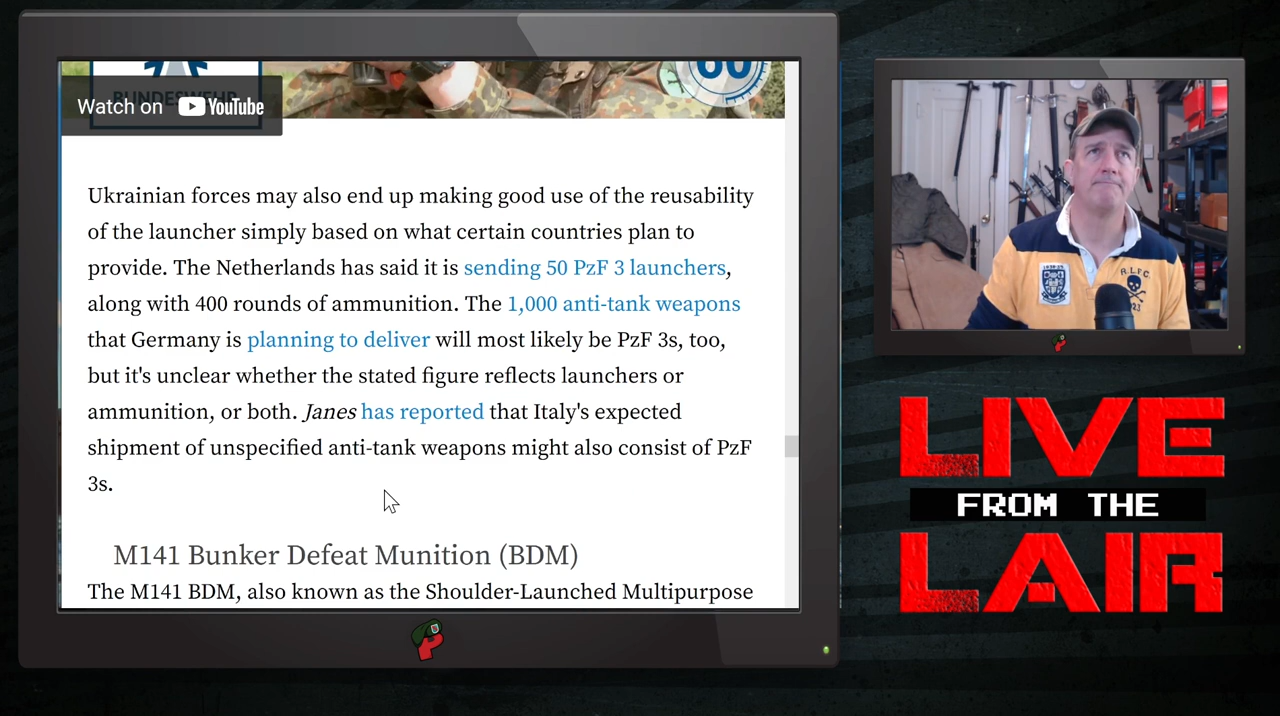 BUNDESWEHR
60
Watch on YouTube
Ukrainian forces may also end up making good use of the reusability
of the launcher simply based on what certain countries plan to
provide. The Netherlands has said it is sending 50 PzF 3 launchers,
along with 400 rounds of ammunition. The 1,000 anti-tank weapons
that Germany is planning to deliver will most likely be PzF 3s, too,
but it's unclear whether the stated figure reflects launchers or
ammunition, or both. Janes has reported that Italy's expected
shipment of unspecified anti-tank weapons might also consist of PzF
3s.
M141 Bunker Defeat Munition (BDM)
The M141 BDM, also known as the Shoulder-Launched Multipurpose
R.L.F.C.
LIVE
FROM THE
LAIR